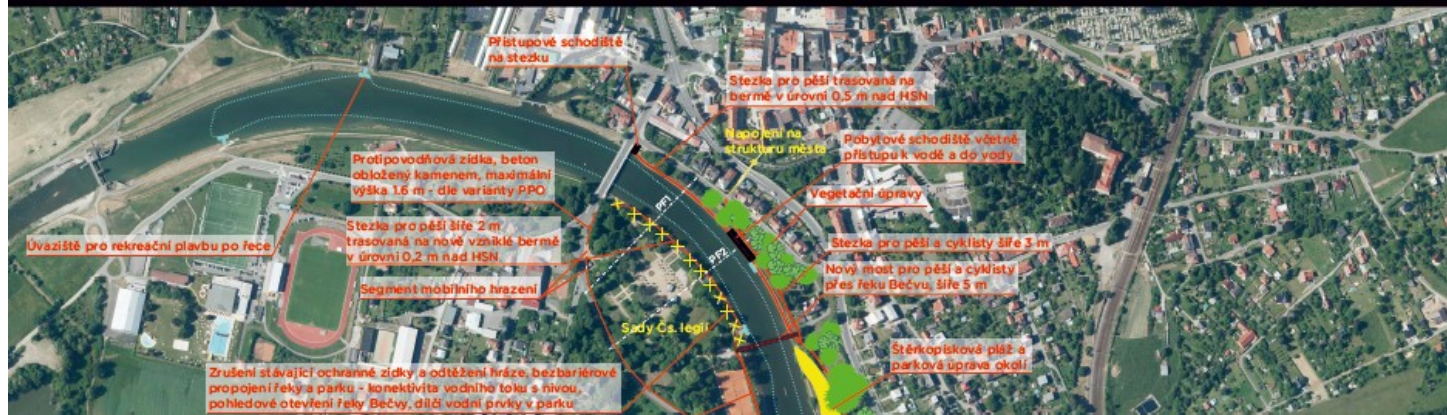 Přístupové schodiště
na stezku
Stezka pro pěší trasovaná na
bermě v úrovni 0,5 m nad HSN
Napojení na
strukturu města
Pobytové schodiště včetně
přístupu k vodě a do vody
Protipovodňová zídka, beton
obložený kamenem, maximální
výška 1.6 m - dle varianty PPO
Vegetační úpravy
PF1
Stezka pro pěší šíře 2 m
trasovaná na nově vzniklé bermě
v úrovni 0,2 m nad HSN
Úvaziště pro rekreační plavbu po řece
PF2
Stezka pro pěší a cyklisty šíře 3 m
Nový most pro pěší a cyklisty
přes řeku Bečvu, šíře 5 m
Segment mobilního hrazení
Sady Čs. legií
Štěrkopísková pláž a
parková úprava okolí
Zrušení stávající ochranné zídky a odtěžení hráze, bezbariérové
propojení řeky a parku - konektivita vodního toku s nivou,
pohledové otevření řeky Bečvy, dílčí vodní prvky v parku